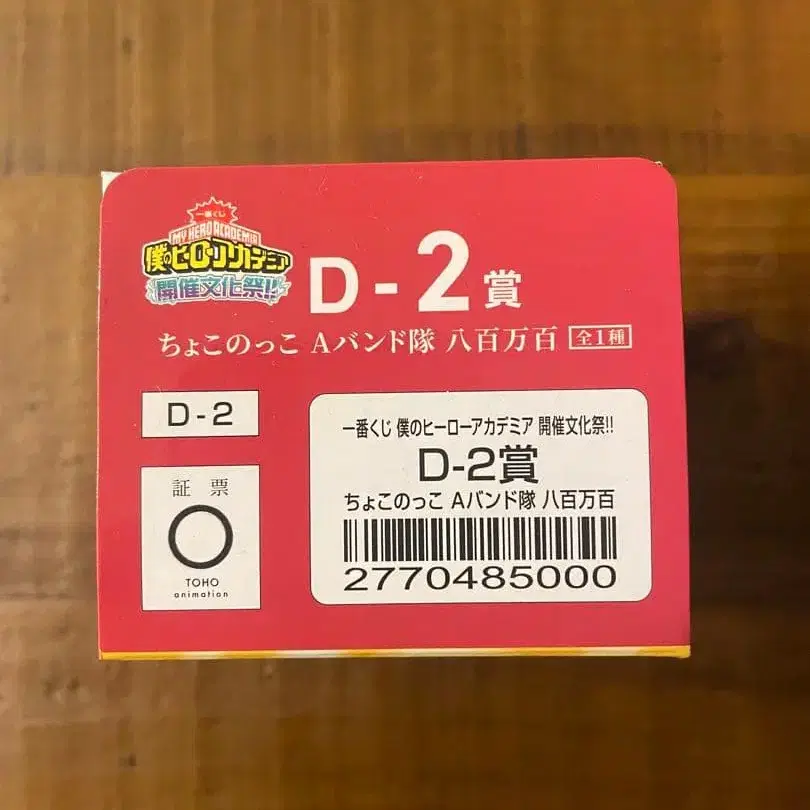 一番くじ
MY HERO ACADEMIA
僕のヒーローアカデミア
開催文化祭!!
D-2賞
ちょこのっこ Aバンド隊 八百万百 全1種
D-2
証票
TOHO
animation
一番くじ 僕のヒーローアカデミア 開催文化祭!!
D-2賞
ちょこのっこ Aバンド隊 八百万百
2770485000